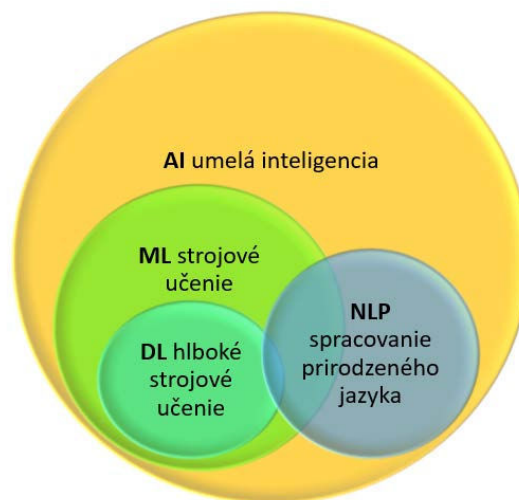 AI umelá inteligencia
ML strojové
učenie
DL hlboké
strojové
učenie
NLP
spracovanie
prirodzeného
jazyka